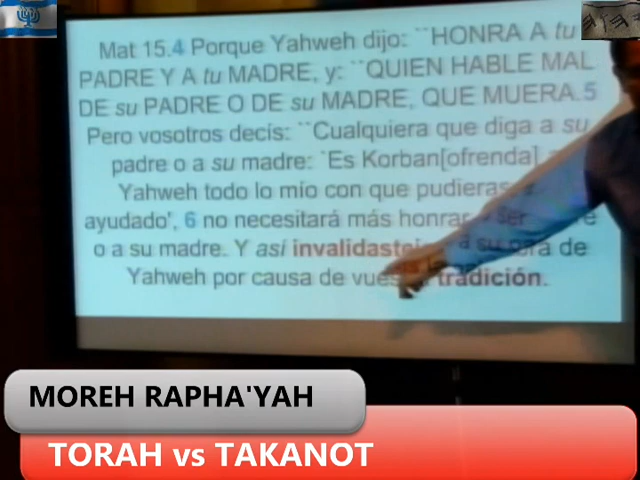 Mat 15.4 Porque Yahweh dijo: ``HONRA A tu
PADRE Y A tu MADRE, y: ``QUIEN HABLE MAL
DE su PADRE O DE su MADRE, QUE MUERA.5
Pero vosotros decís: ``Cualquiera que diga a su
padre o a su madre: `Es Korban[ofrenda]
Yahweh todo lo mío con que pudieras
ayudado', 6 no necesitará más honrar
o a su madre. Y así de
Yahweh por causa de tradición.
MOREH RAPHA'YAH
TORAH vs TAKANOT